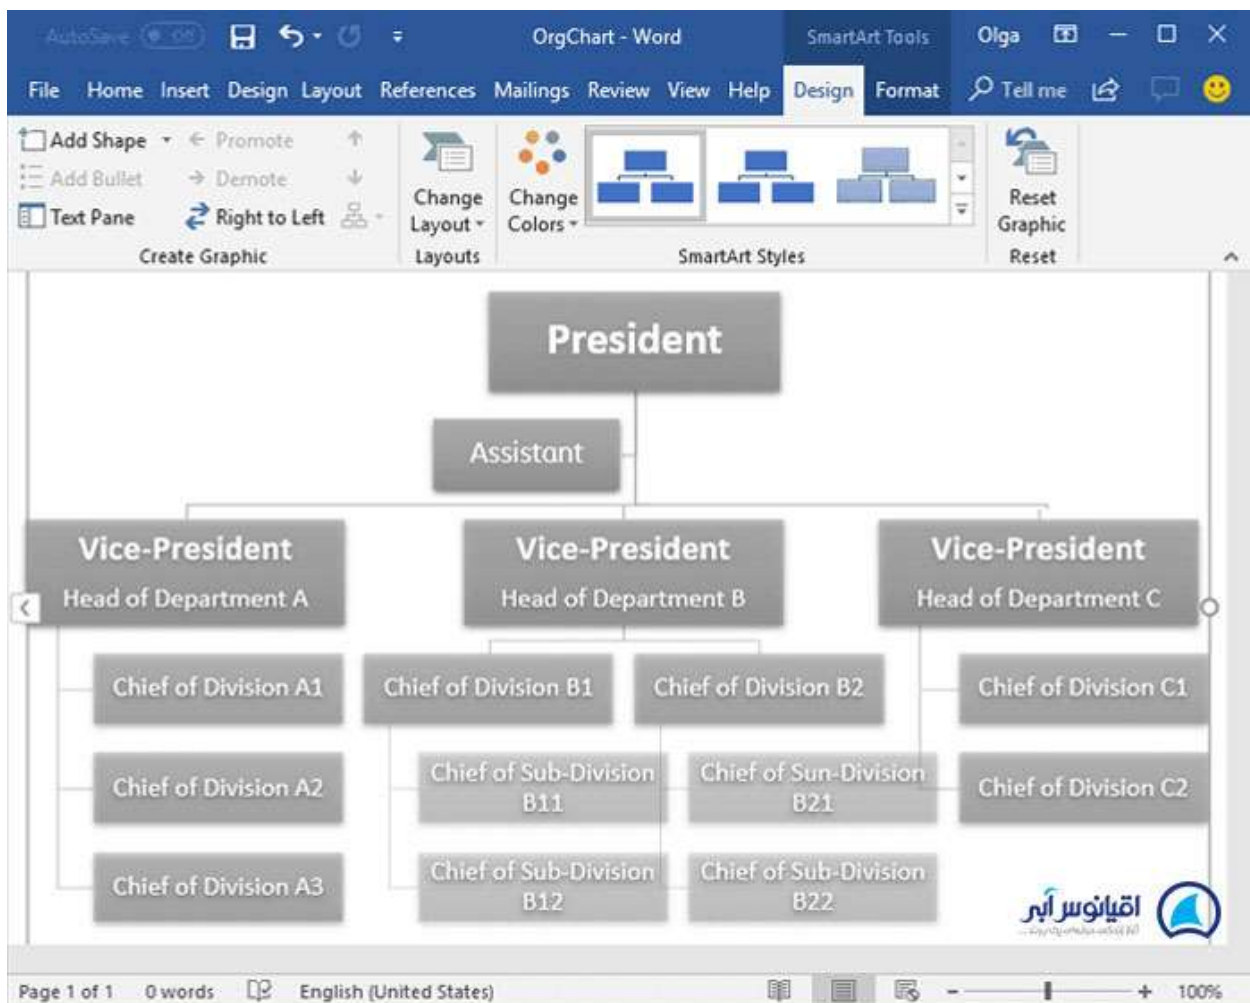 AutoSave Off
OrgChart - Word
SmartArt Tools
Olga
File Home Insert Design Layout References Mailings Review View Help Design Format Tell me
Add Shape
Promote
Add Bullet
Demote
Text Pane
Right to Left
Create Graphic
Change
Layout
Layouts
Change
Colors
SmartArt Styles
Reset
Graphic
Reset
President
Assistant
Vice-President
Head of Department A
Vice-President
Head of Department B
Vice-President
Head of Department C
Chief of Division A1
Chief of Division B1
Chief of Division B2
Chief of Division C1
Chief of Division A2
Chief of Sub-Division
B11
Chief of Sun-Division
B21
Chief of Division C2
Chief of Division A3
Chief of Sub-Division
B12
Chief of Sub-Division
B22
اقیانوس آبی
Page 1 of 1 0 words English (United States) 100%